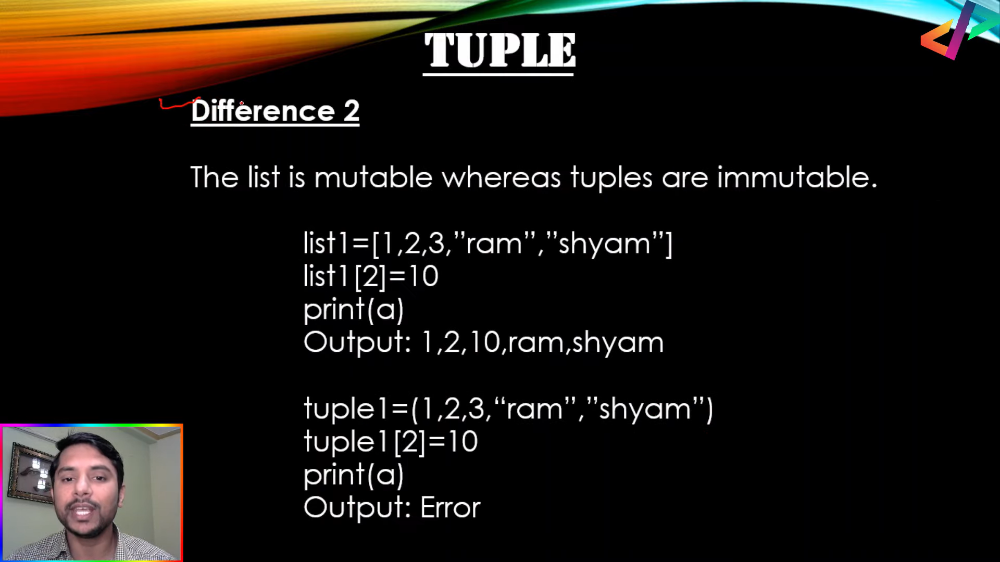 TUPLE
Difference 2
The list is mutable whereas tuples are immutable.
list1=[1,2,3,”ram”,”shyam”]
list1[2]=10
print(a)
Output: 1,2,10,ram,shyam
tuple1=(1,2,3,“ram”,”shyam”)
tuple1[2]=10
print(a)
Output: Error